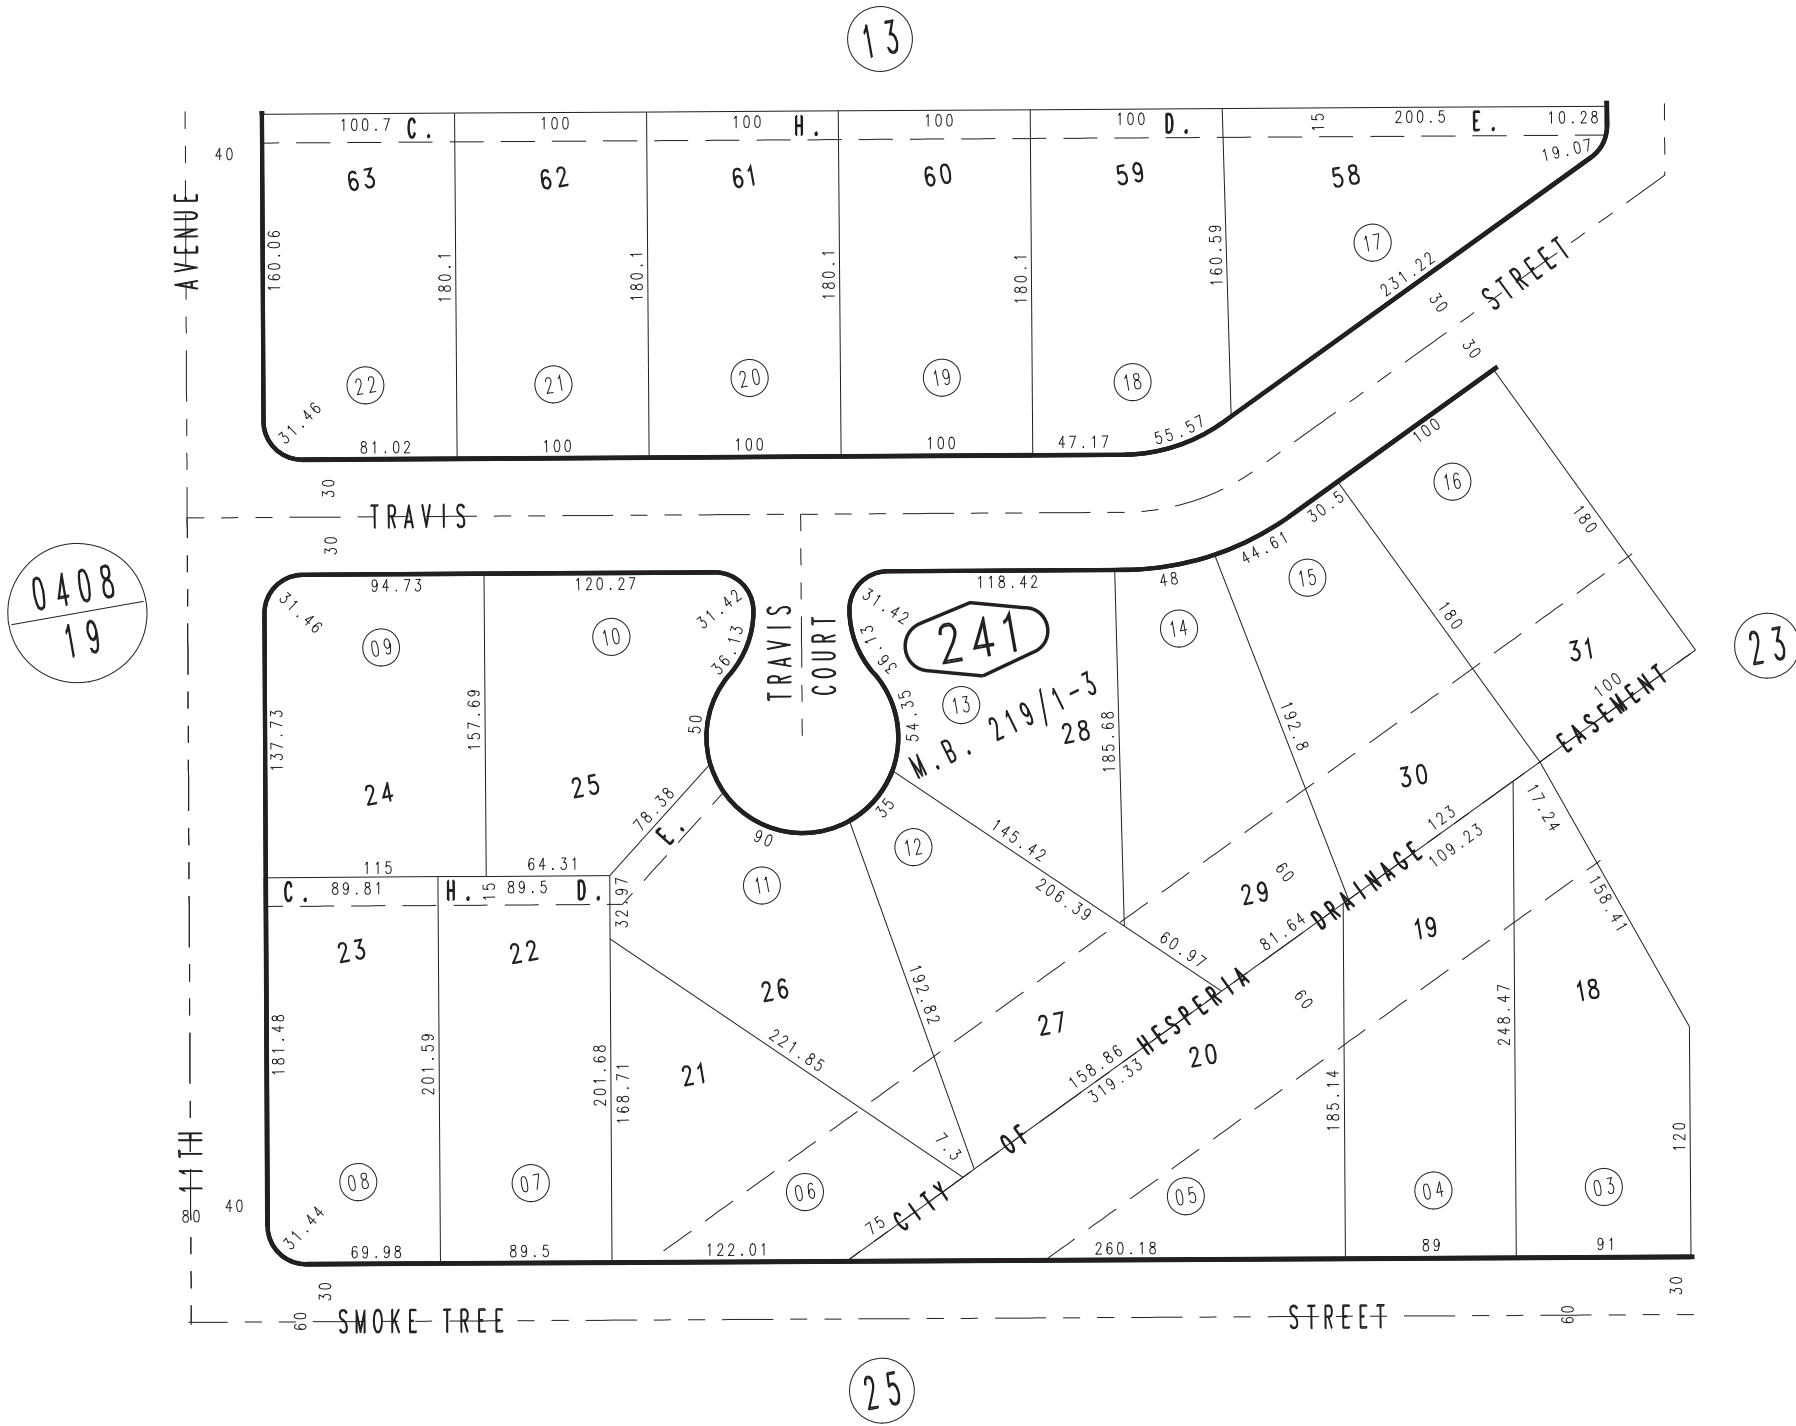 13
100.7 C. 100 100 H. 100 100 D. 15 200.5 E. 10.28
40
19.07
63 62 61 60 59 58
AVENUE
160.06 180.1 180.1 180.1 180.1 160.59
17
231.22
STREET
30
30
22 21 20 19 18
31.46
81.02 100 100 100 47.17 55.57
100
16
30
TRAVIS
30.5
180
30
44.61
0408
19
94.73 120.27 118.42 48
31.46 31.42 31.42
15
09 10
36.13 36.13
TRAVIS
COURT
241
14
180
31
23
100
EASEMENT
13
M.B. 219/1-3
28
50 54.35
137.73 157.69 185.68 192.8
24 25
30
78.38
E.
90 35
12
145.42
17.24
123
109.23
115 64.31
C. 89.81 H. 15 89.5 D.
11
32.97
206.39
29
60
DRAINAGE
158.41
23 22
60.97
81.64
19
26
192.82
HESPERIA
60
18
27
20
248.47
181.48 201.59 201.68 168.71
221.85
21
158.86
319.33
185.14
120
7.3
OF
11TH
08 07 06 05 04 03
80
40
31.44
75
CITY
69.98 89.5 122.01 260.18 89 91
30 30
60 SMOKE TREE STREET 60
25